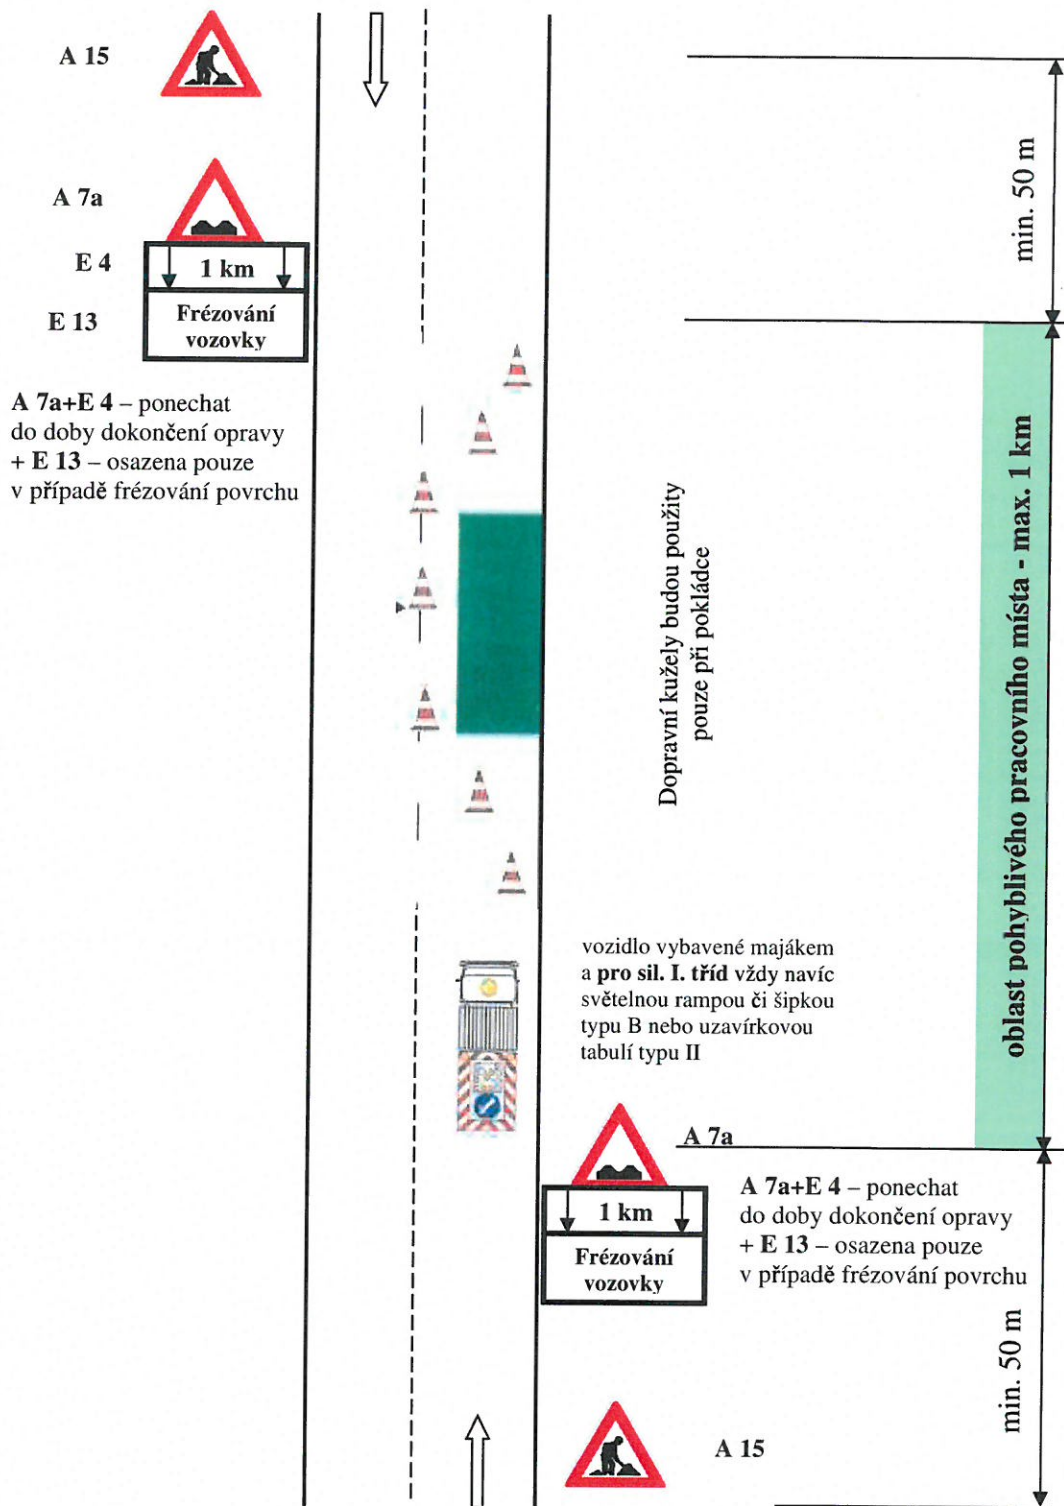 A 15
A 7a
E 4
1 km
E 13
Frézování
vozovky
A 7a+E 4 – ponechat
do doby dokončení opravy
+ E 13 – osazena pouze
v případě frézování povrchu
min. 50 m
oblast pohyblivého pracovního místa - max. 1 km
Dopravní kužely budou použity
pouze při pokládce
vozidlo vybavené majákem
a pro sil. I. tříd vždy navíc
světelnou rampou či šipkou
typu B nebo uzavírkovou
tabulí typu II
A 7a
1 km
Frézování
vozovky
A 7a+E 4 – ponechat
do doby dokončení opravy
+ E 13 – osazena pouze
v případě frézování povrchu
min. 50 m
A 15